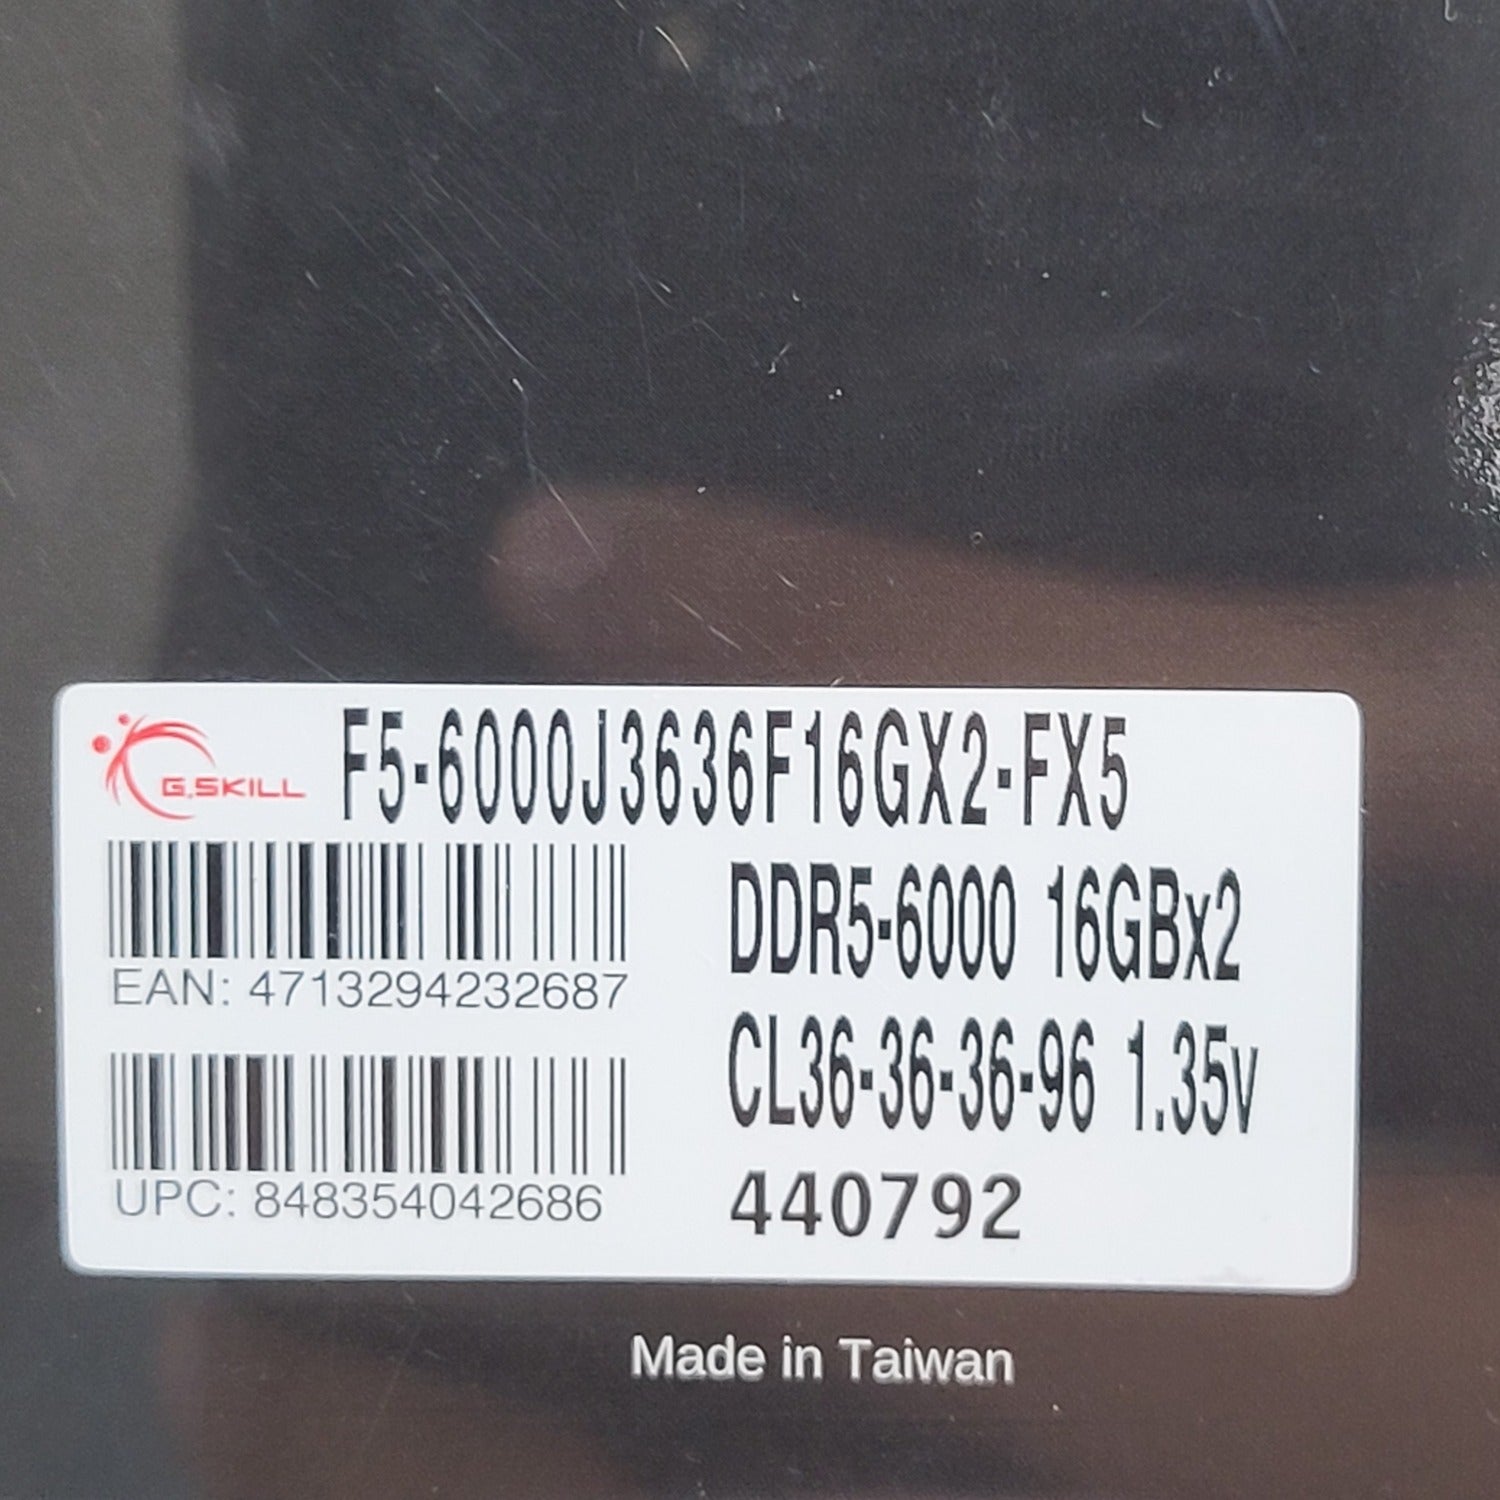 G.SKILL
F5-6000J3636F16GX2-FX5
EAN: 4713294232687
UPC: 848354042686
DDR5-6000 16GBx2
CL36-36-36-96 1.35v
440792
Made in Taiwan